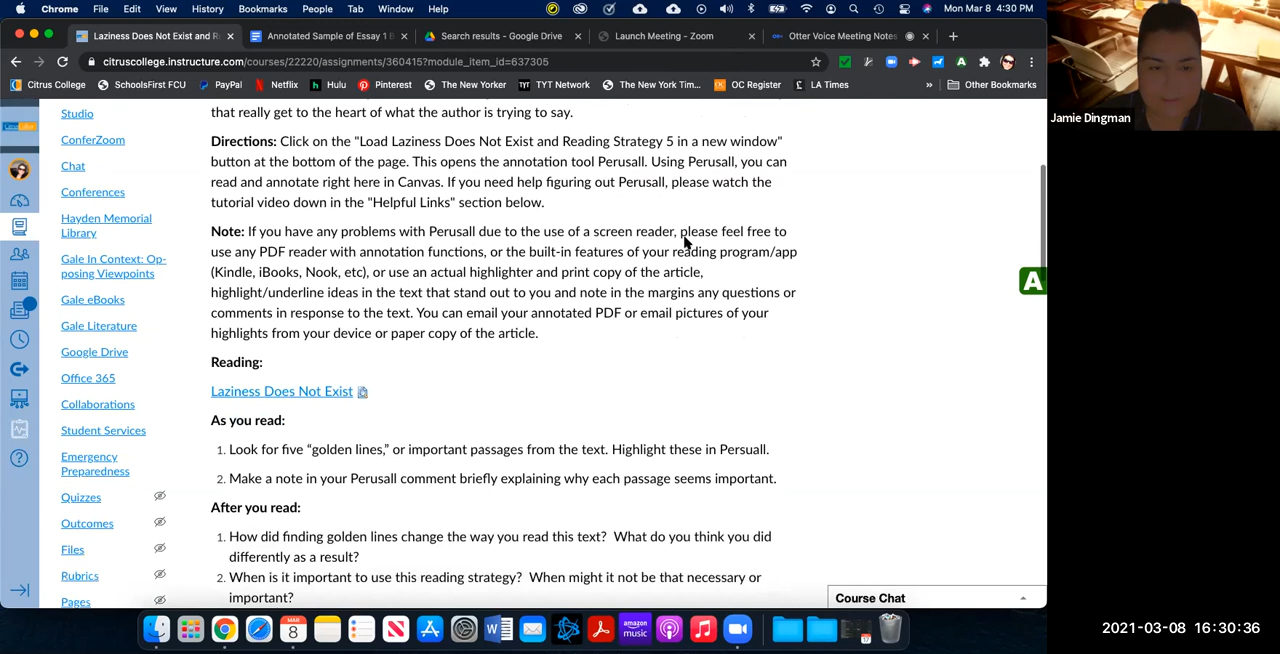 Chrome File Edit View History Bookmarks People Tab Window Help
Mon Mar 8 4:30 PM
Laziness Does Not Exist and R
Annotated Sample of Essay 1 B
Search results - Google Drive
Launch Meeting - Zoom
Otter Voice Meeting Notes
citruscollege.instructure.com/courses/22220/assignments/360415?module_item_id=637305
Citrus College SchoolsFirst FCU PayPal Netflix Hulu Pinterest The New Yorker TYT Network The New York Tim... OC Register LA Times » Other Bookmarks
Studio
ConferZoom
Chat
Conferences
Hayden Memorial
Library
Gale In Context: Op-
posing Viewpoints
Gale eBooks
Gale Literature
Google Drive
Office 365
Collaborations
Student Services
Emergency
Preparedness
Quizzes
Outcomes
Files
Rubrics
Pages
that really get to the heart of what the author is trying to say.
Directions: Click on the "Load Laziness Does Not Exist and Reading Strategy 5 in a new window"
button at the bottom of the page. This opens the annotation tool Perusall. Using Perusall, you can
read and annotate right here in Canvas. If you need help figuring out Perusall, please watch the
tutorial video down in the "Helpful Links" section below.
Note: If you have any problems with Perusall due to the use of a screen reader, please feel free to
use any PDF reader with annotation functions, or the built-in features of your reading program/app
(Kindle, iBooks, Nook, etc), or use an actual highlighter and print copy of the article,
highlight/underline ideas in the text that stand out to you and note in the margins any questions or
comments in response to the text. You can email your annotated PDF or email pictures of your
highlights from your device or paper copy of the article.
Reading:
Laziness Does Not Exist
As you read:
1. Look for five “golden lines,” or important passages from the text. Highlight these in Persuall.
2. Make a note in your Perusall comment briefly explaining why each passage seems important.
After you read:
1. How did finding golden lines change the way you read this text? What do you think you did
differently as a result?
2. When is it important to use this reading strategy? When might it not be that necessary or
important?
A
Course Chat
Jamie Dingman
MAR
8
amazon
music
2021-03-08 16:30:36